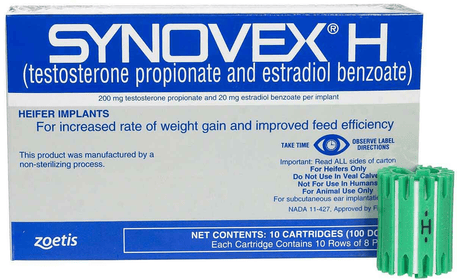 SYNOVEX® H
(testosterone propionate and estradiol benzoate)
200 mg testosterone propionate and 20 mg estradiol benzoate per implant
HEIFER IMPLANTS
For increased rate of weight gain and improved feed efficiency
TAKE TIME OBSERVE LABEL DIRECTIONS
This product was manufactured by a
non-sterilizing process.
Important: Read ALL sides of carton
For Heifers Only
Do Not Use In Veal Calve
Not For Use In Humans
For Animal Use Only
For subcutaneous ear implantation
NADA 11-427, Approved by F
zoetis
NET CONTENTS: 10 CARTRIDGES (100 DO
Each Cartridge Contains 10 Rows of 8 P
H